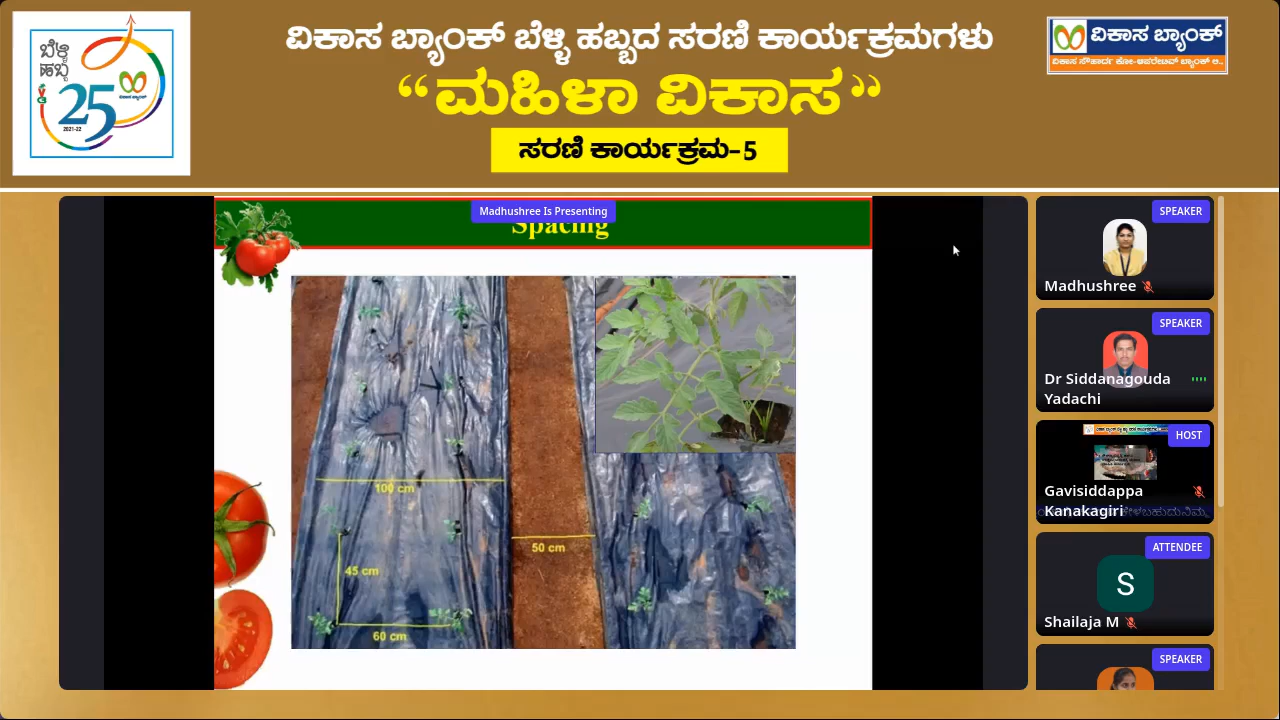 ವಿಕಾಸ ಬ್ಯಾಂಕ್ ಬೆಳ್ಳಿ ಹಬ್ಬದ ಸರಣಿ ಕಾರ್ಯಕ್ರಮಗಳು
“ಮಹಿಳಾ ವಿಕಾಸ”
ಸರಣಿ ಕಾರ್ಯಕ್ರಮ-5
ಬೆಳ್ಳಿ
ಹಬ್ಬ
25
2021-22
ವಿಕಾಸ ಬ್ಯಾಂಕ್
ವಿಕಾಸ ಸೌಹಾರ್ದ ಕೋ-ಆಪರೇಟಿವ್ ಬ್ಯಾಂಕ್ ಲಿ.,
Madhushree Is Presenting
Spacing
100 cm
50 cm
45 cm
60 cm
SPEAKER
Madhushree
SPEAKER
Dr Siddanagouda
Yadachi
HOST
Gavisiddappa
Kanakagiri
ATTENDEE
S
Shailaja M
SPEAKER